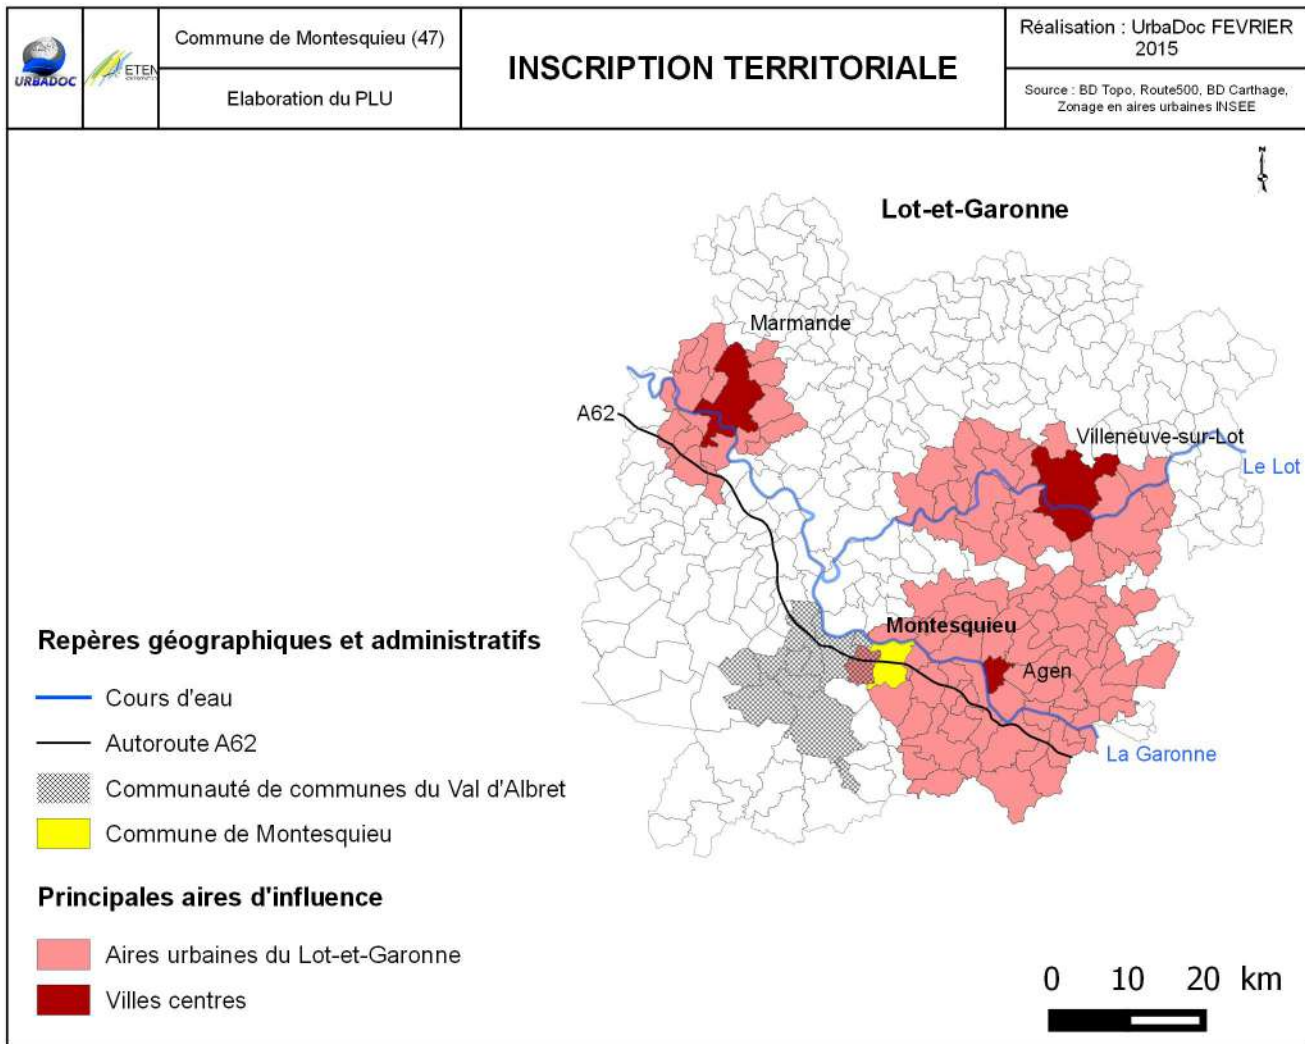 URBADOC
ETEN
Commune de Montesquieu (47)
Elaboration du PLU
INSCRIPTION TERRITORIALE
Réalisation : UrbaDoc FEVRIER
2015
Source : BD Topo, Route500, BD Carthage,
Zonage en aires urbaines INSEE
N
Lot-et-Garonne
Marmande
A62
Villeneuve-sur-Lot
Le Lot
Montesquieu
Agen
La Garonne
Repères géographiques et administratifs
Cours d'eau
Autoroute A62
Communauté de communes du Val d'Albret
Commune de Montesquieu
Principales aires d'influence
Aires urbaines du Lot-et-Garonne
Villes centres
0 10 20 km